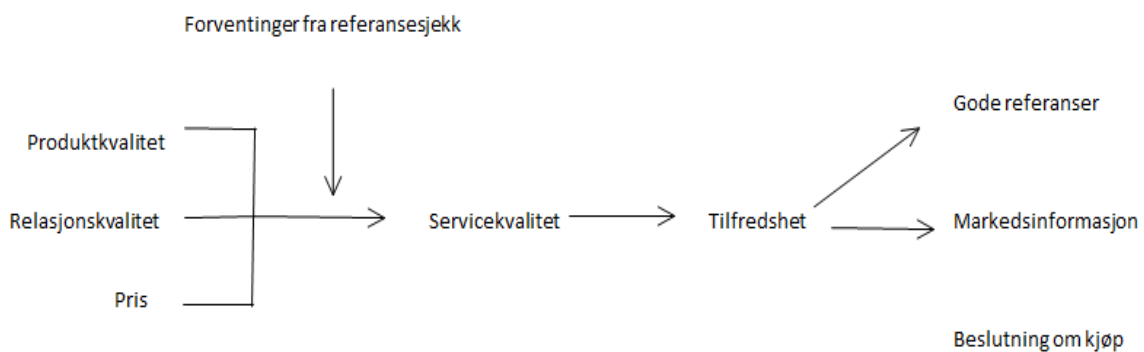 Forventinger fra referansesjekk
Gode referanser
Produktkvalitet
Relasjonskvalitet
Servicekvalitet
Tilfredshet
Markedsinformasjon
Pris
Beslutning om kjøp